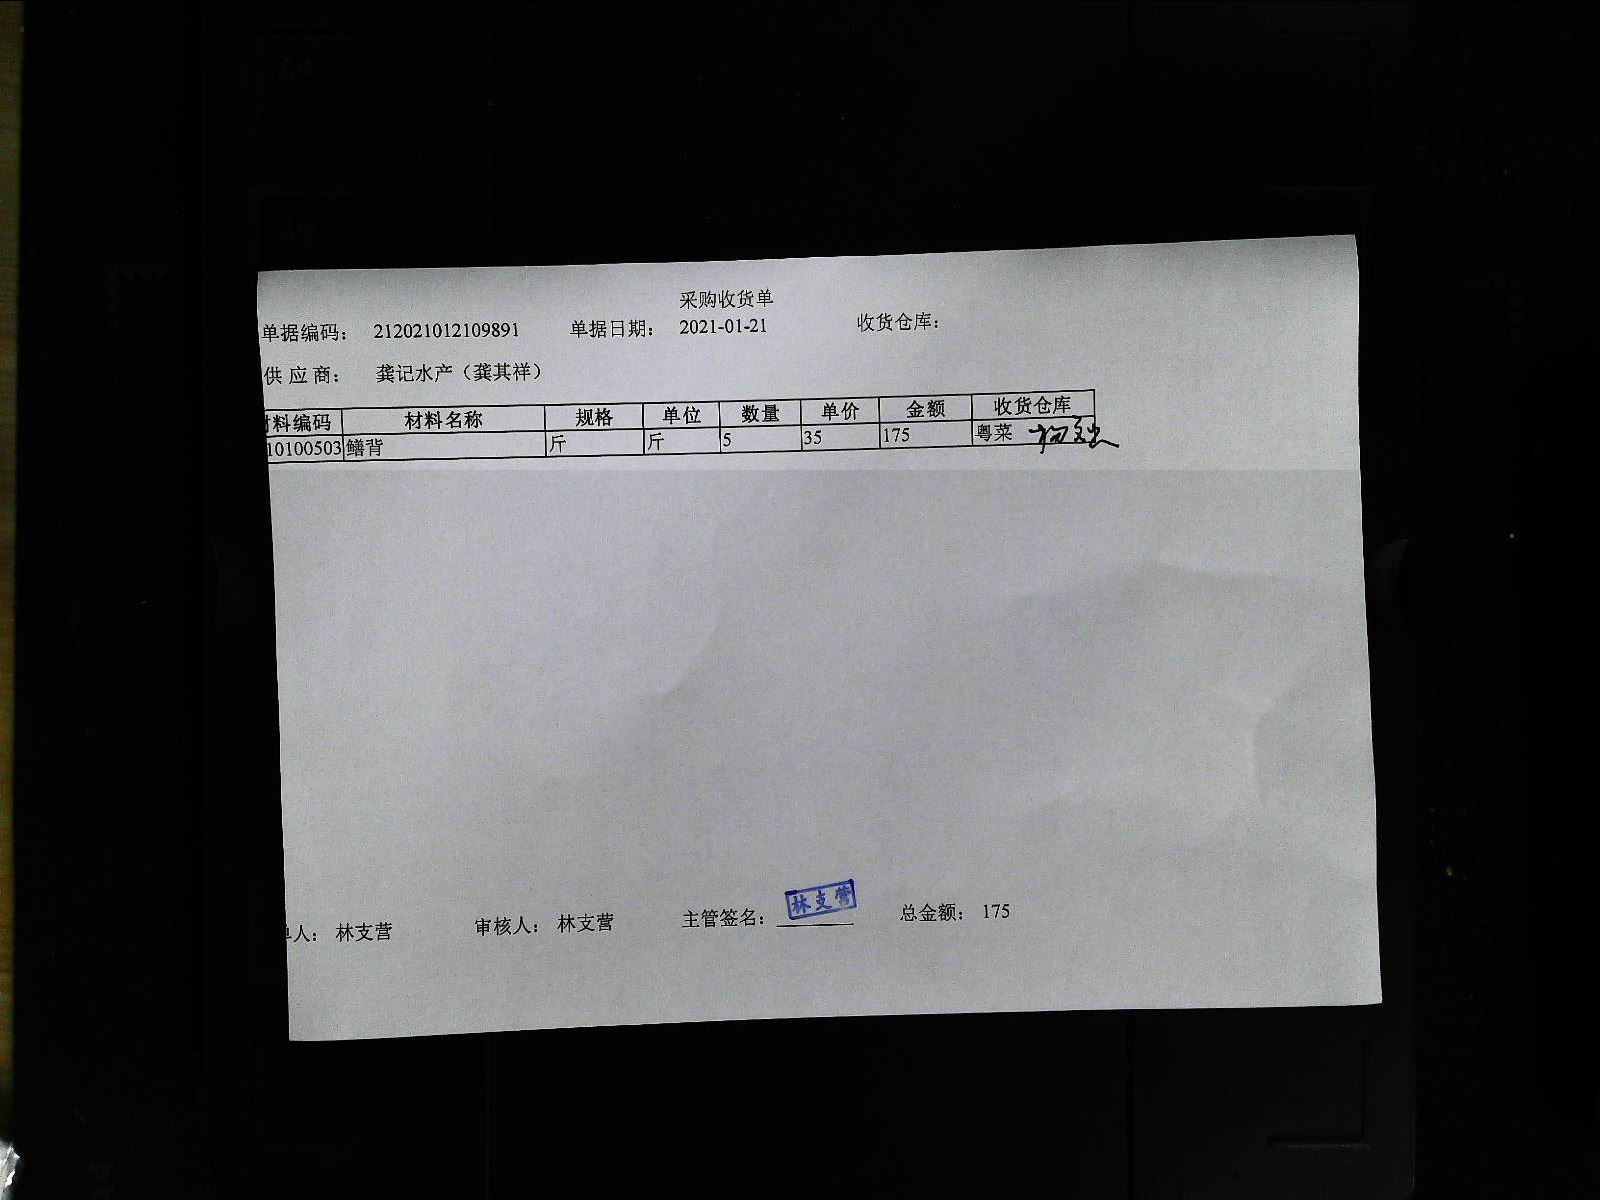 采购收货单
单据编码： 212021012109891 单据日期： 2021-01-21 收货仓库：
供应商： 龚记水产（龚其祥）
材料编码 材料名称 规格 单位 数量 单价 金额 收货仓库
10100503 鳝背 斤 斤 5 35 175 粤菜
单人： 林支营 审核人： 林支营 主管签名： 林支营 总金额： 175